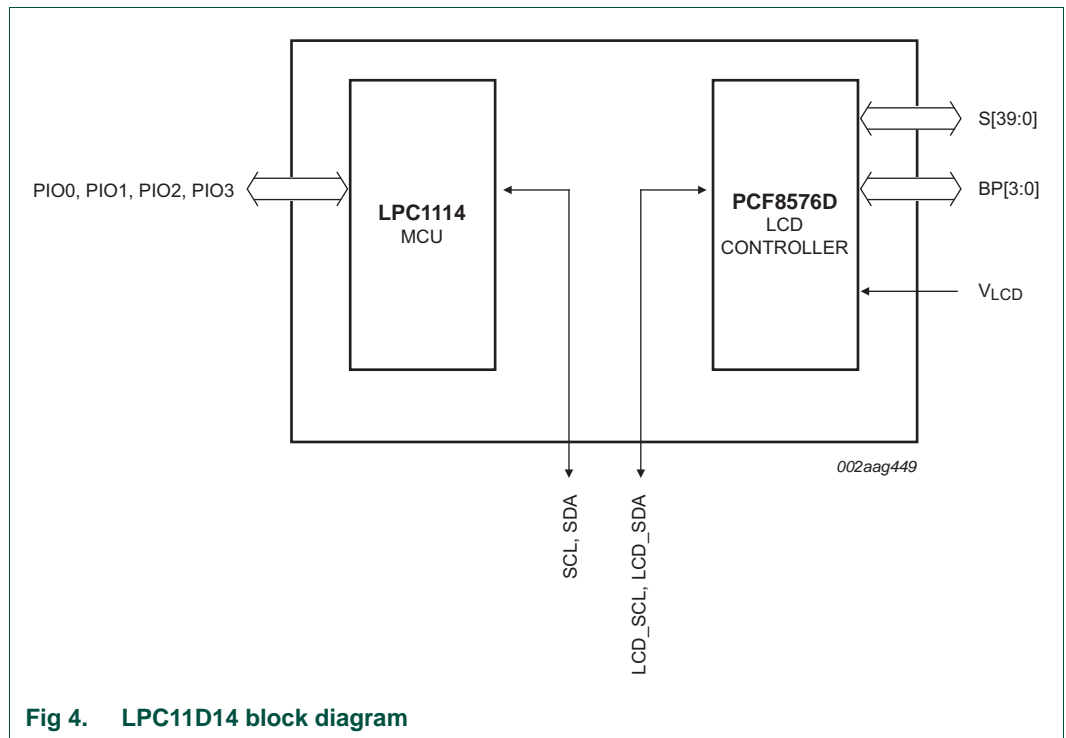 S[39:0]
PIO0, PIO1, PIO2, PIO3
LPC1114
MCU
PCF8576D
LCD
CONTROLLER
BP[3:0]
VLCD
002aag449
SCL, SDA
LCD_SCL, LCD_SDA
Fig 4. LPC11D14 block diagram